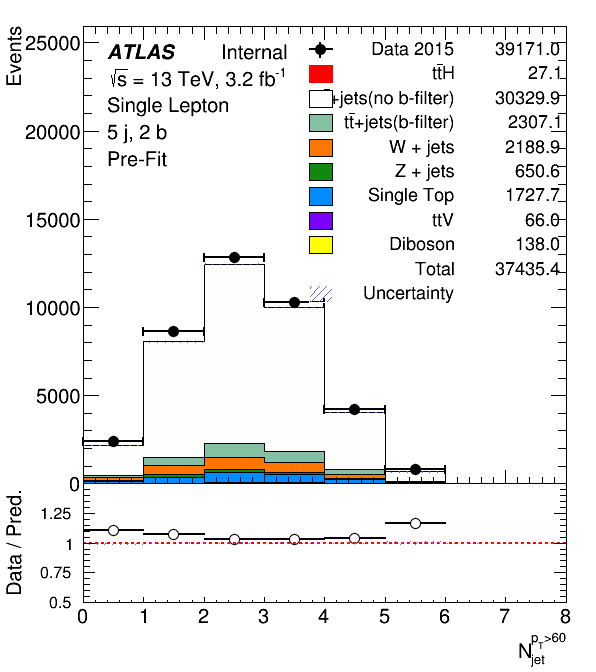 Events
25000
20000
15000
10000
5000
0
ATLAS Internal
√s = 13 TeV, 3.2 fb⁻¹
Single Lepton
5 j, 2 b
Pre-Fit
Data 2015 39171.0
tt̄H 27.1
+jets(no b-filter) 30329.9
tt̄+jets(b-filter) 2307.1
W + jets 2188.9
Z + jets 650.6
Single Top 1727.7
ttV 66.0
Diboson 138.0
Total 37435.4
Uncertainty
Data / Pred.
1.25
1
0.75
0.5
0 1 2 3 4 5 6 7 8
N_jet^{p_T>60}